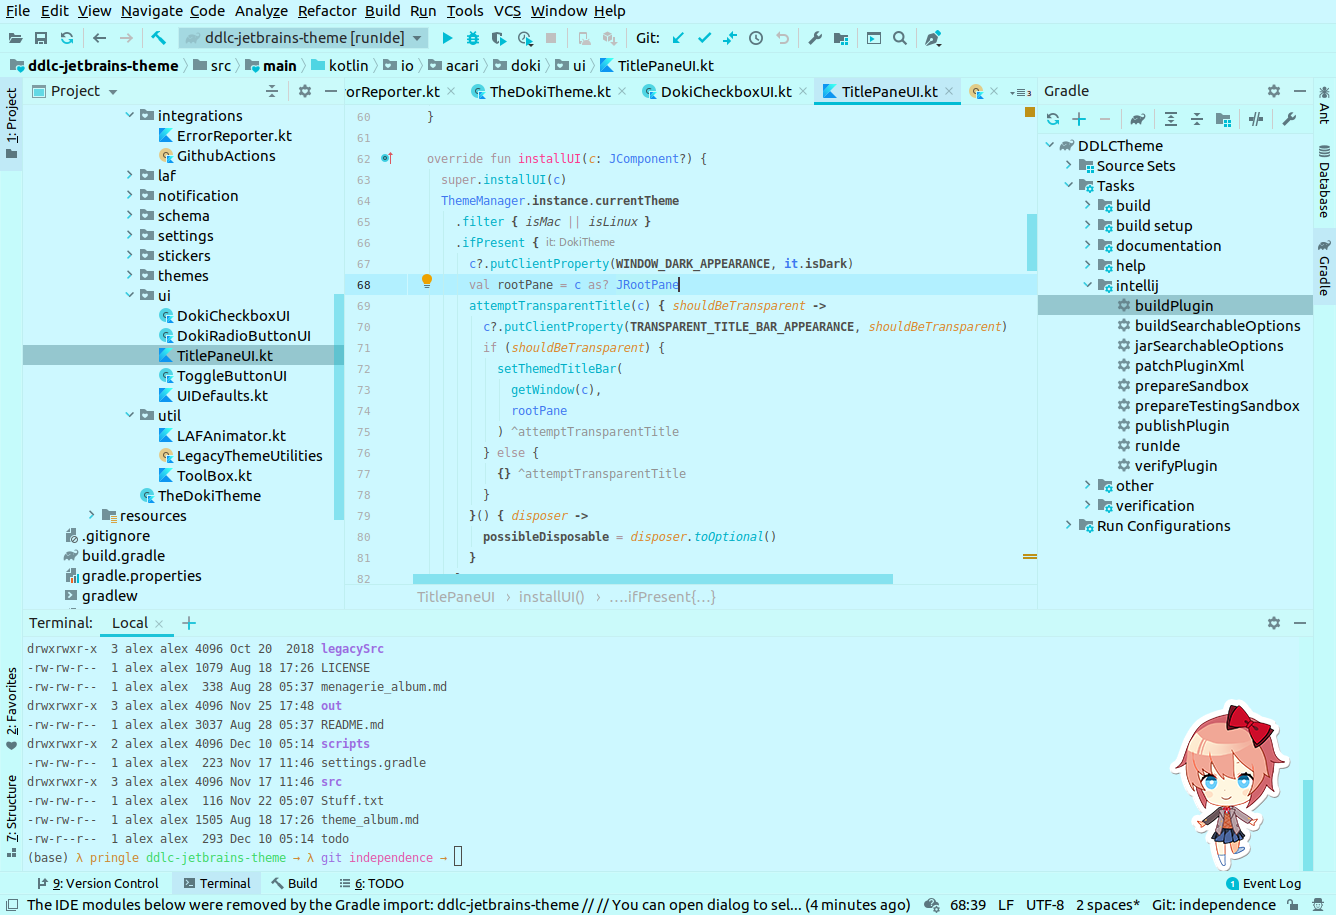 File Edit View Navigate Code Analyze Refactor Build Run Tools VCS Window Help
ddlc-jetbrains-theme [runIde] Git:
ddlc-jetbrains-theme src main kotlin io acari doki ui TitlePaneUI.kt
1: Project
2: Favorites
7: Structure
Project
integrations
ErrorReporter.kt
GithubActions
laf
notification
schema
settings
stickers
themes
ui
DokiCheckboxUI
DokiRadioButtonUI
TitlePaneUI.kt
ToggleButtonUI
UIDefaults.kt
util
LAFAnimator.kt
LegacyThemeUtilities
ToolBox.kt
TheDokiTheme
resources
.gitignore
build.gradle
gradle.properties
gradlew
orReporter.kt TheDokiTheme.kt DokiCheckboxUI.kt TitlePaneUI.kt 3
60 }
61
62 override fun installUI(c: JComponent?) {
63 super.installUI(c)
64 ThemeManager.instance.currentTheme
65 .filter { isMac || isLinux }
66 .ifPresent { it: DokiTheme
67 c?.putClientProperty(WINDOW_DARK_APPEARANCE, it.isDark)
68 val rootPane = c as? JRootPane
69 attemptTransparentTitle(c) { shouldBeTransparent ->
70 c?.putClientProperty(TRANSPARENT_TITLE_BAR_APPEARANCE, shouldBeTransparent)
71 if (shouldBeTransparent) {
72 setThemedTitleBar(
73 getWindow(c),
74 rootPane
75 ) ^attemptTransparentTitle
76 } else {
77 {} ^attemptTransparentTitle
78 }
79 }() { disposer ->
80 possibleDisposable = disposer.toOptional()
81 }
82
TitlePaneUI › installUI() › ....ifPresent{...}
Gradle
DDLCTheme
Source Sets
Tasks
build
build setup
documentation
help
intellij
buildPlugin
buildSearchableOptions
jarSearchableOptions
patchPluginXml
prepareSandbox
prepareTestingSandbox
publishPlugin
runIde
verifyPlugin
other
verification
Run Configurations
Ant
Database
Gradle
Terminal: Local
drwxrwxr-x 3 alex alex 4096 Oct 20 2018 legacySrc
-rw-rw-r-- 1 alex alex 1079 Aug 18 17:26 LICENSE
-rw-rw-r-- 1 alex alex 338 Aug 28 05:37 menagerie_album.md
drwxrwxr-x 3 alex alex 4096 Nov 25 17:48 out
-rw-rw-r-- 1 alex alex 3037 Aug 28 05:37 README.md
drwxrwxr-x 2 alex alex 4096 Dec 10 05:14 scripts
-rw-rw-r-- 1 alex alex 223 Nov 17 11:46 settings.gradle
drwxrwxr-x 3 alex alex 4096 Nov 17 11:46 src
-rw-rw-r-- 1 alex alex 116 Nov 22 05:07 Stuff.txt
-rw-rw-r-- 1 alex alex 1505 Aug 18 17:26 theme_album.md
-rw-r--r-- 1 alex alex 293 Dec 10 05:14 todo
(base) λ pringle ddlc-jetbrains-theme → λ git independence →
9: Version Control Terminal Build 6: TODO 1 Event Log
The IDE modules below were removed by the Gradle import: ddlc-jetbrains-theme // // You can open dialog to sel... (4 minutes ago) 68:39 LF UTF-8 2 spaces* Git: independence